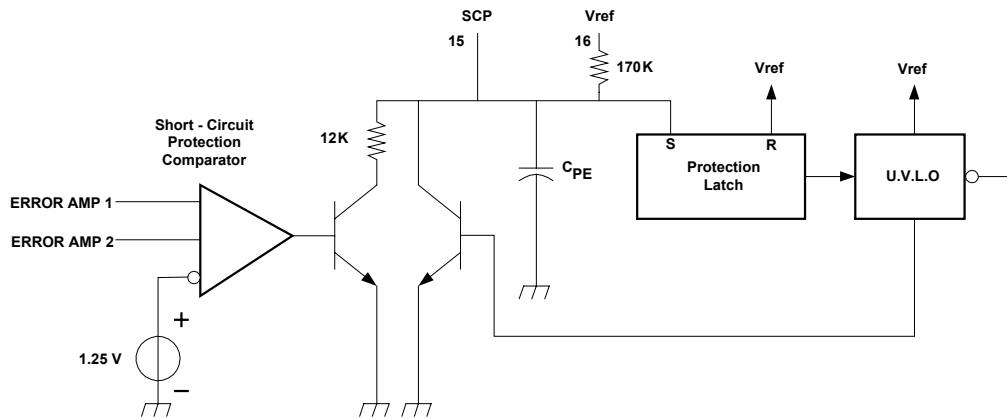 SCP
15
Vref
16
170K
12K
Short - Circuit
Protection
Comparator
Vref
Vref
S
R
Protection
Latch
U.V.L.O
C
PE
ERROR AMP 1
ERROR AMP 2
+
1.25 V
−